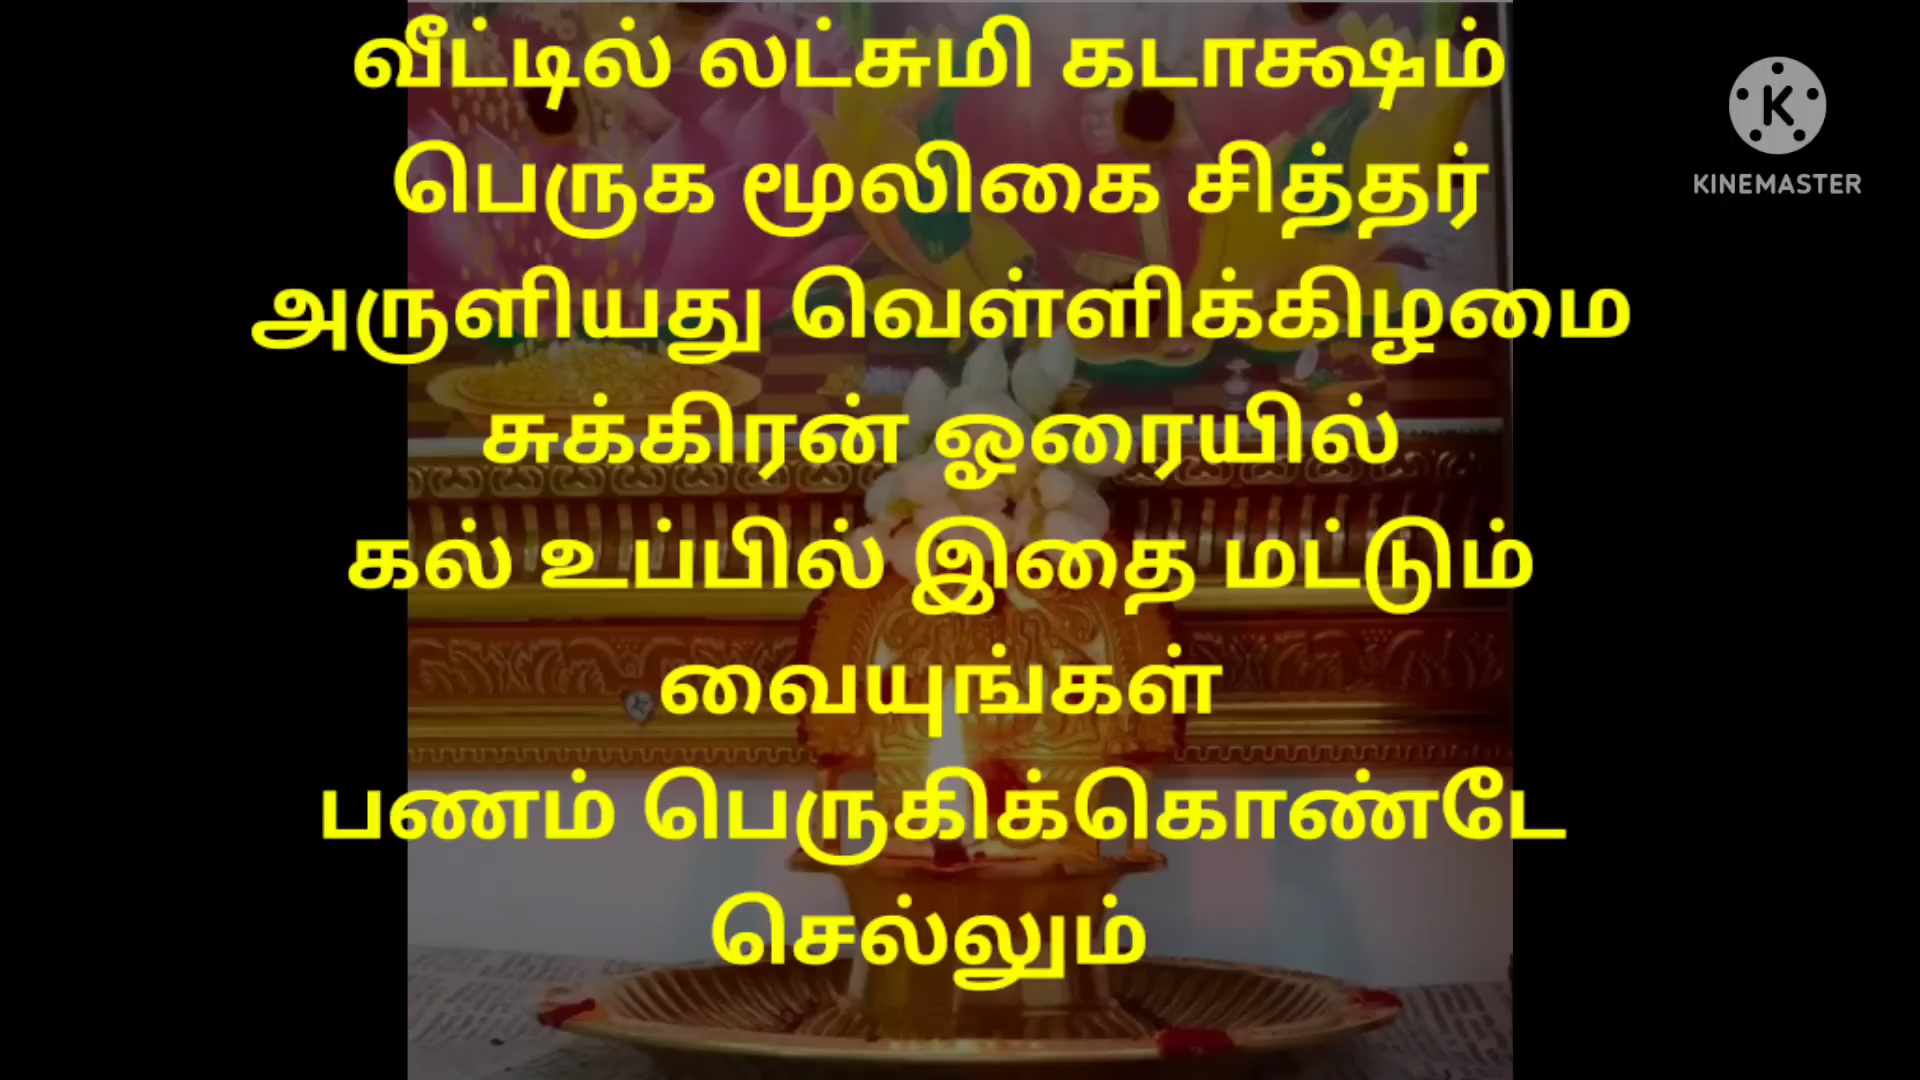 வீட்டில் லட்சுமி கடாக்ஷம்
பெருக மூலிகை சித்தர்
அருளியது வெள்ளிக்கிழமை
சுக்கிரன் ஓரையில்
கல் உப்பில் இதை மட்டும்
வையுங்கள்
பணம் பெருகிக்கொண்டே
செல்லும்
KINEMASTER